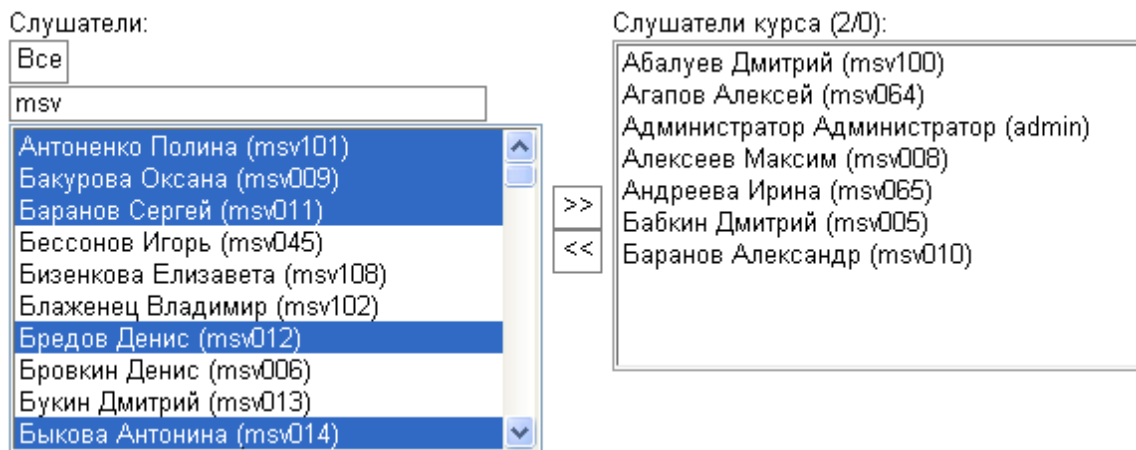 Слушатели:
Все
msv
Антоненко Полина (msv101)
Бакурова Оксана (msv009)
Баранов Сергей (msv011)
Бессонов Игорь (msv045)
Бизенкова Елизавета (msv108)
Блаженец Владимир (msv102)
Бредов Денис (msv012)
Бровкин Денис (msv006)
Букин Дмитрий (msv013)
Быкова Антонина (msv014)
>>
<<
Слушатели курса (2/0):
Абалуев Дмитрий (msv100)
Агапов Алексей (msv064)
Администратор Администратор (admin)
Алексеев Максим (msv008)
Андреева Ирина (msv065)
Бабкин Дмитрий (msv005)
Баранов Александр (msv010)